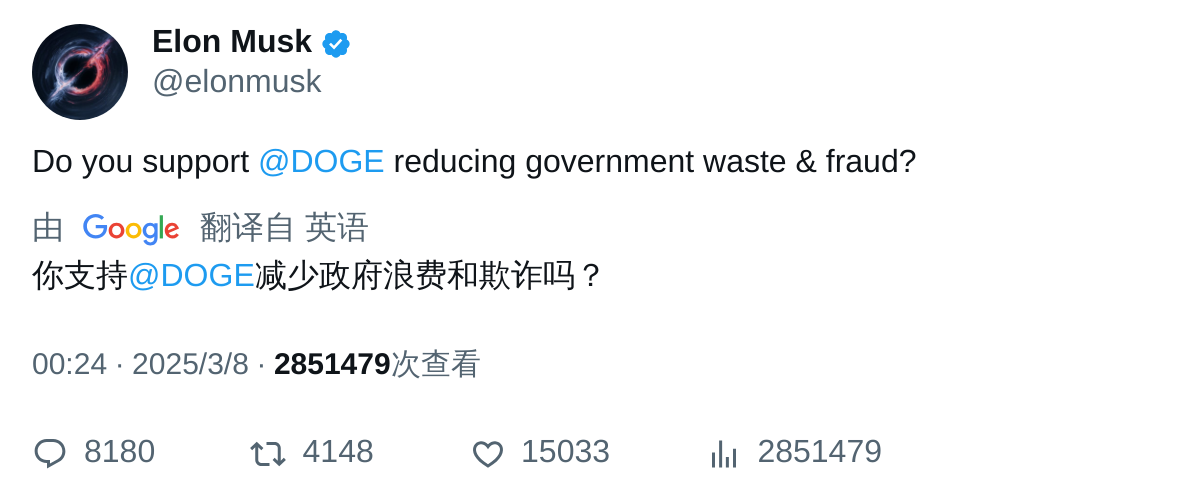 Elon Musk
@elonmusk
Do you support @DOGE reducing government waste & fraud?
由 Google 翻译自 英语
你支持@DOGE减少政府浪费和欺诈吗？
00:24 · 2025/3/8 · 2851479次查看
8180 4148 15033 2851479